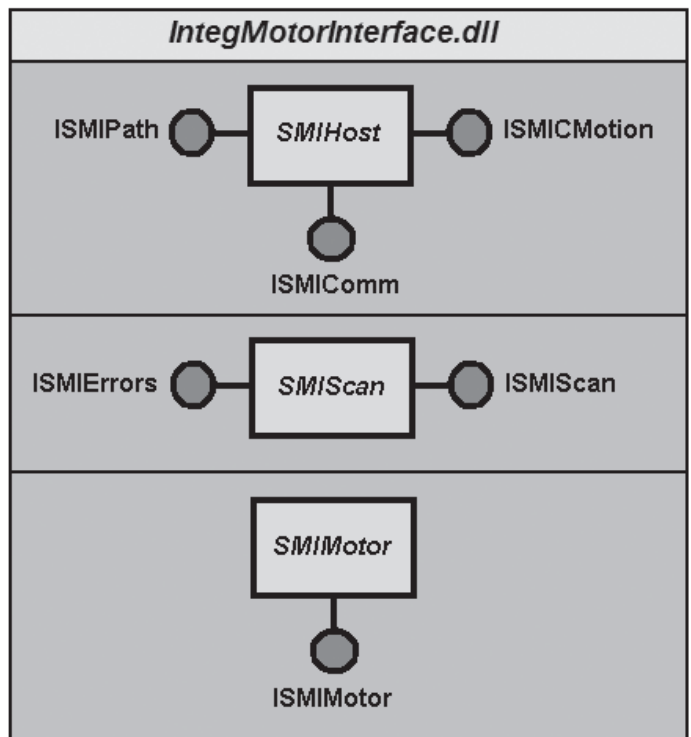 IntegMotorInterface.dll
ISMIPath
SMIHost
ISMICMotion
ISMIComm
ISMIErrors
SMIScan
ISMIScan
SMIMotor
ISMIMotor